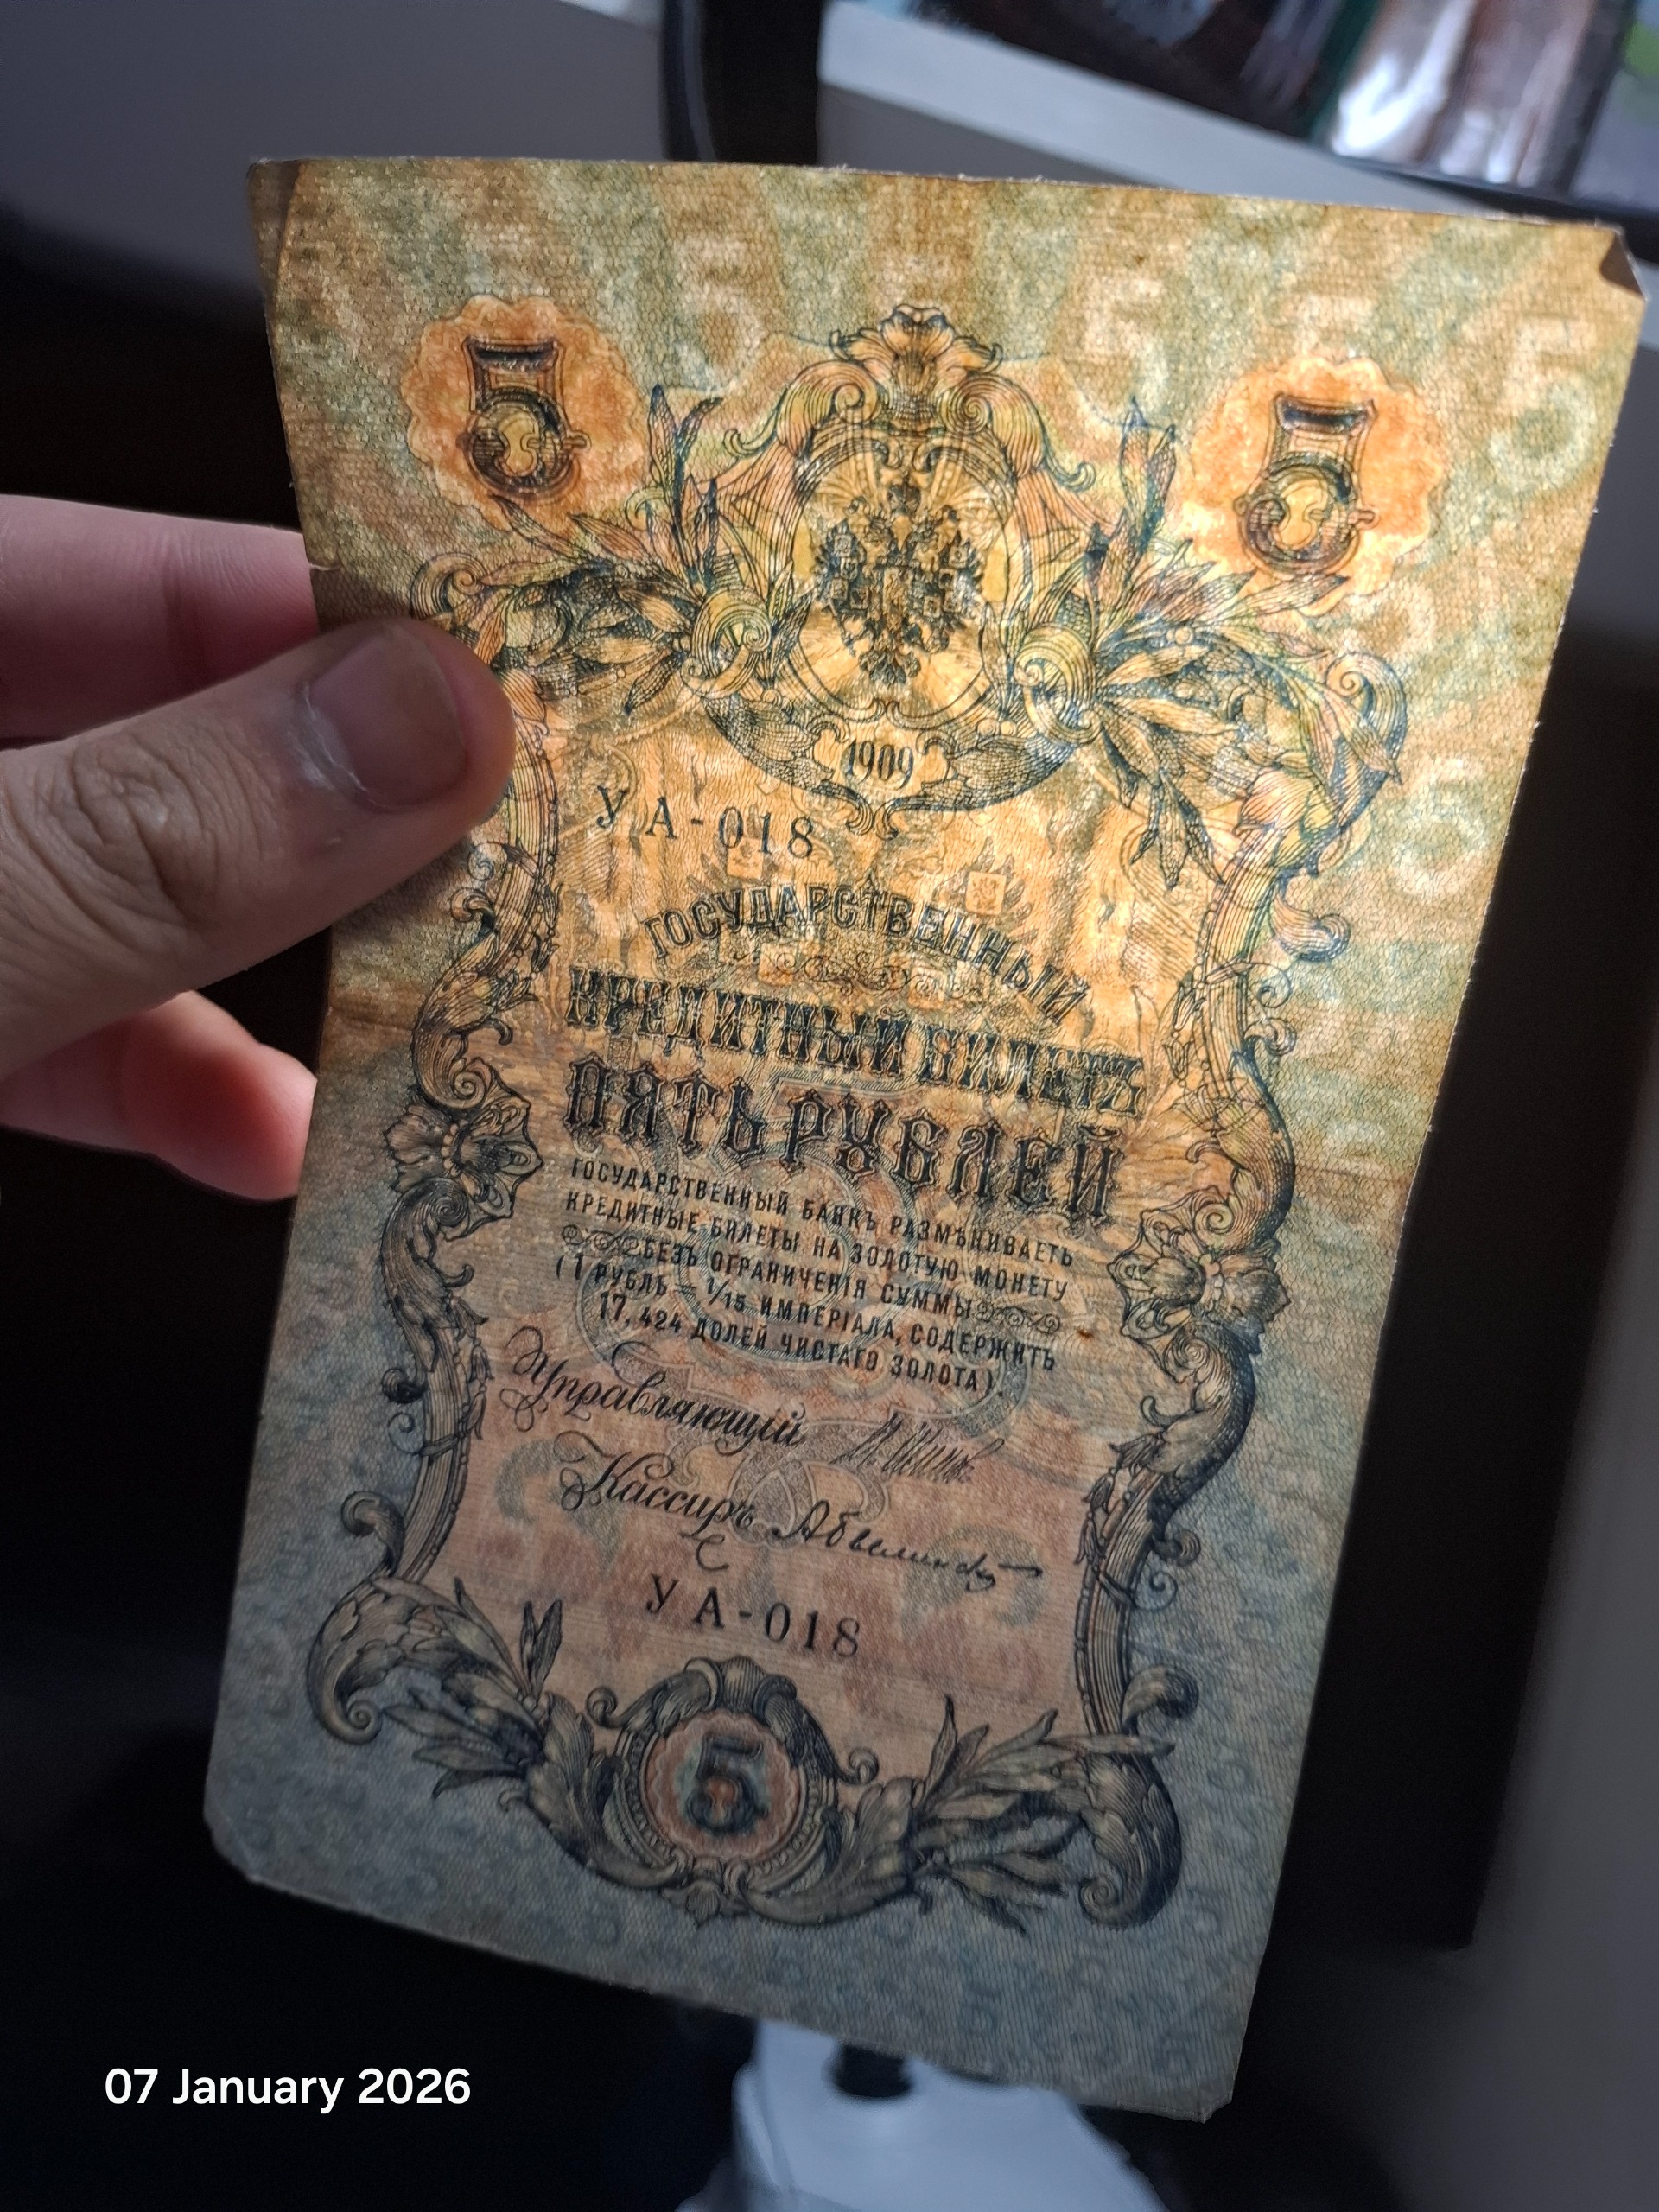 5 5
1909
УА-018
ГОСУДАРСТВЕННЫЙ
КРЕДИТНЫЙ БИЛЕТЪ
ПЯТЬ РУБЛЕЙ
ГОСУДАРСТВЕННЫЙ БАНКЪ РАЗМѢНИВАЕТЪ
КРЕДИТНЫЕ БИЛЕТЫ НА ЗОЛОТУЮ МОНЕТУ
БЕЗЪ ОГРАНИЧЕНІЯ СУММЫ
(1 РУБЛЬ = 1/15 ИМПЕРІАЛА, СОДЕРЖИТЪ
17,424 ДОЛЕЙ ЧИСТАГО ЗОЛОТА).
Управляющій
Кассиръ
УА-018
5
07 January 2026